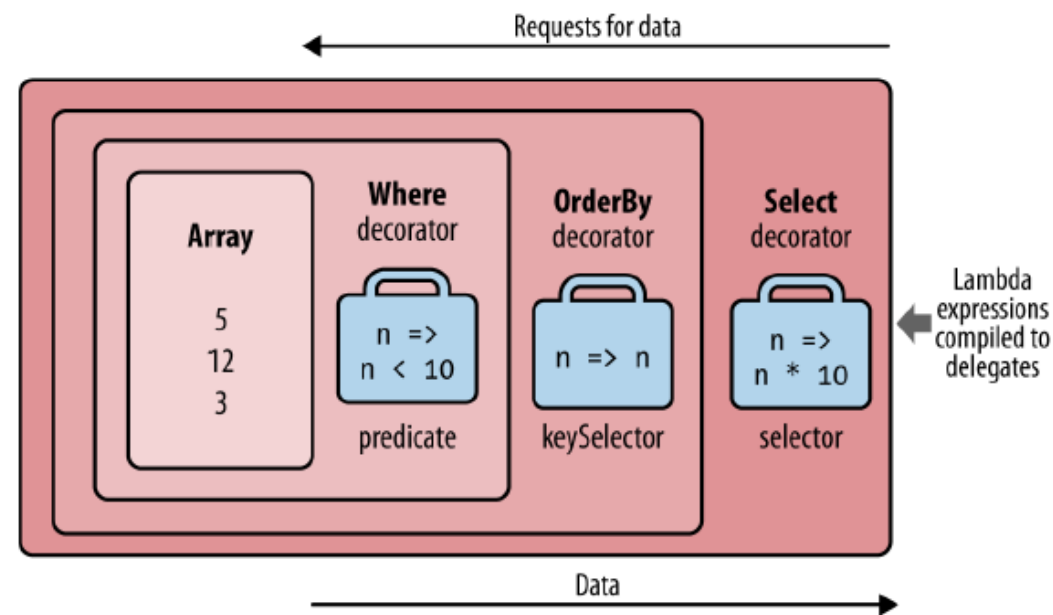 Requests for data
Array
5
12
3
Where
decorator
n =>
n < 10
predicate
OrderBy
decorator
n => n
keySelector
Select
decorator
n =>
n * 10
selector
Lambda
expressions
compiled to
delegates
Data